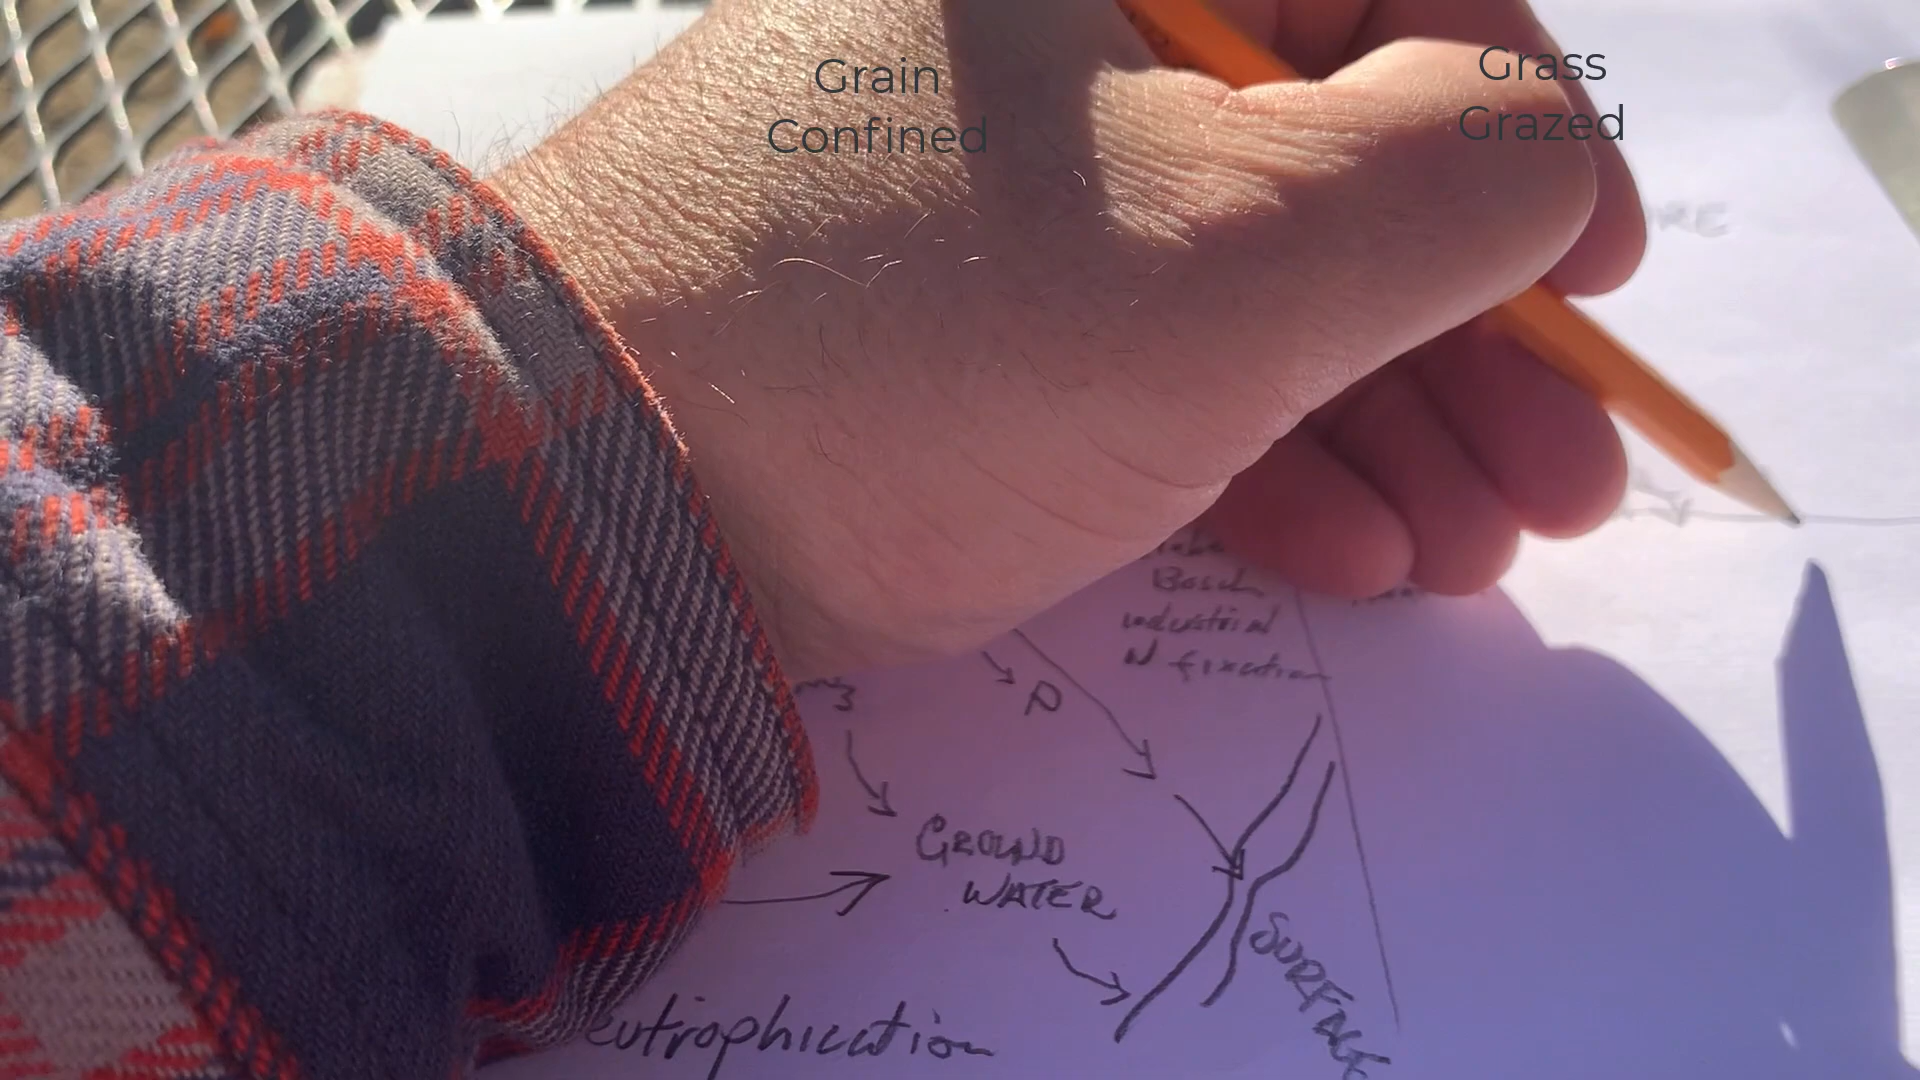 Grain
Confined
Grass
Grazed
Bosch
industrial
N fixation
P
GROUND
WATER
SURFACE
eutrophication